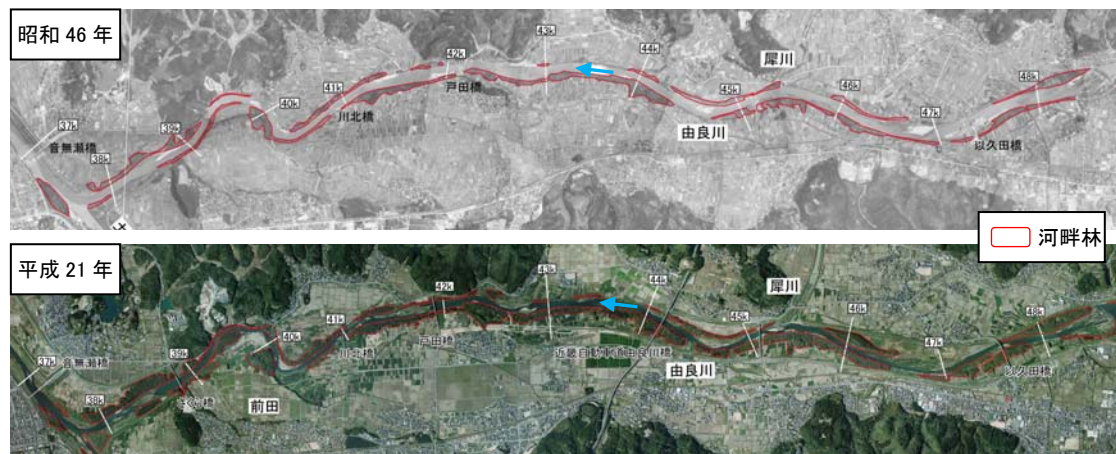 昭和 46 年
犀川
43k
42k
44k
48k
46k
45k
41k
戸田橋
40k
川北橋
47k
37k
39k
由良川
音無瀬橋
以久田橋
38k
河畔林
平成 21 年
犀川
43k
44k
42k
48k
46k
45k
41k
40k
47k
39k
戸田橋
川北橋
近畿自動車道由良川橋
37k
音無瀬橋
由良川
以久田橋
38k
さくら橋
前田